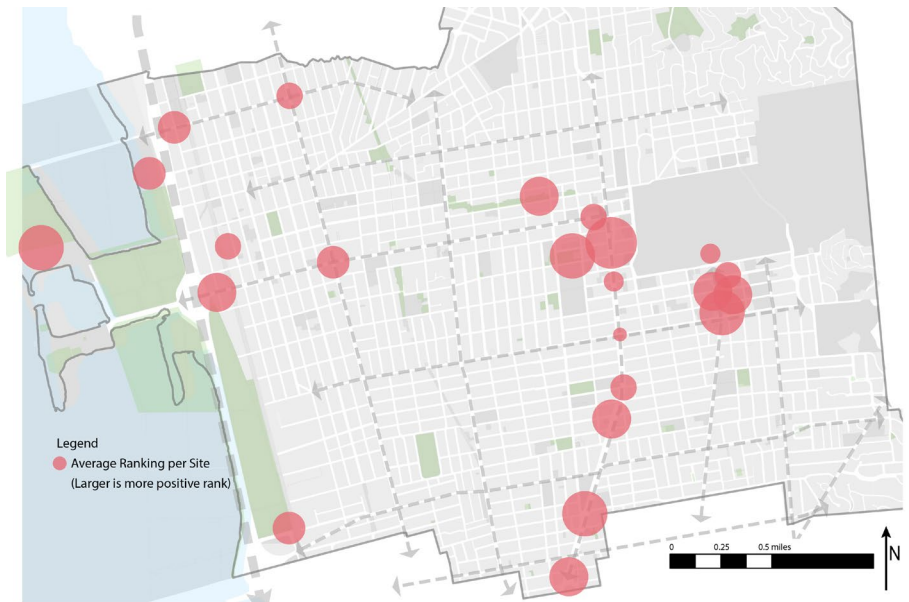 Legend
Average Ranking per Site
(Larger is more positive rank)
0 0.25 0.5 miles
N